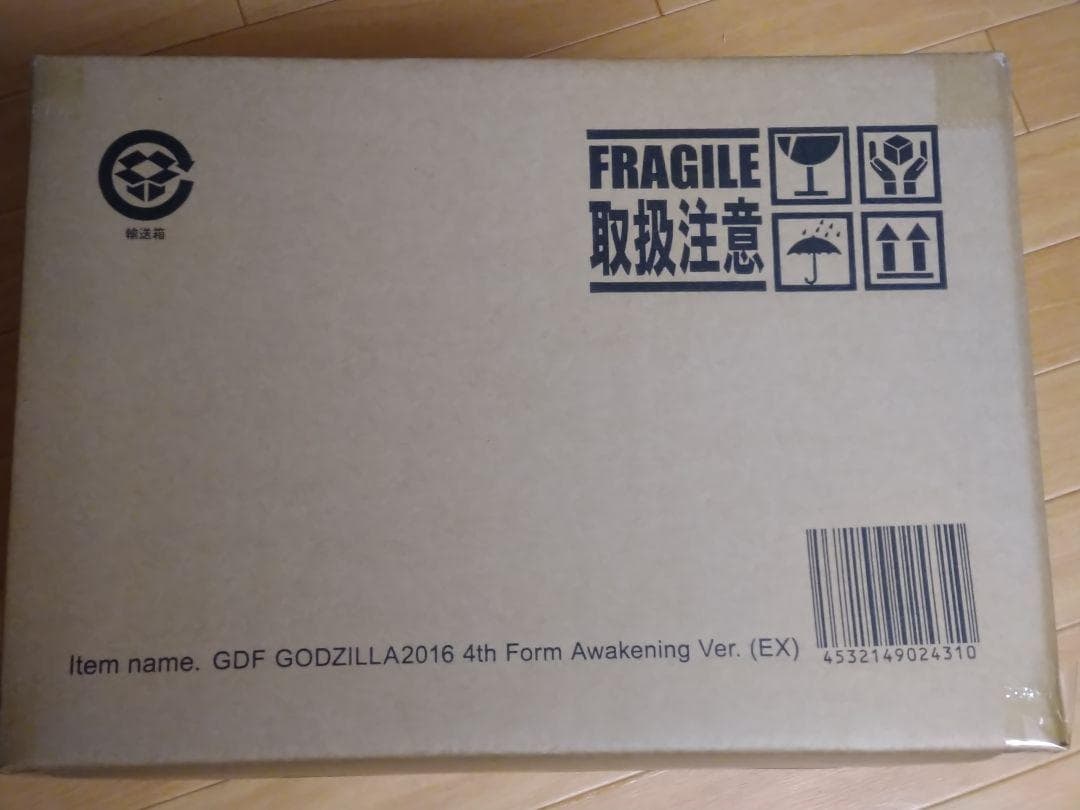 輸送箱
FRAGILE
取扱注意
Item name. GDF GODZILLA2016 4th Form Awakening Ver. (EX)
4532149024310